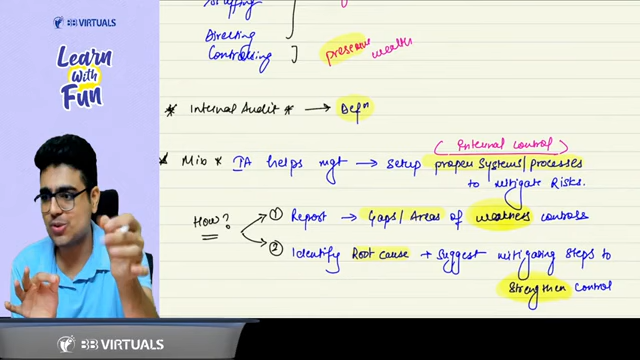 BB VIRTUALS
Learn
With
Fun
Staffing
Directing
Controlling ] preserve wealth
* Internal Audit * → Defn
(Internal control)
* Mib * IA helps mgt → setup proper systems/processes
to mitigate Risks.
How? ① Report → Gaps/Areas of weakness controls
② Identify Root cause + suggest mitigating steps to
strengthen control
BB VIRTUALS